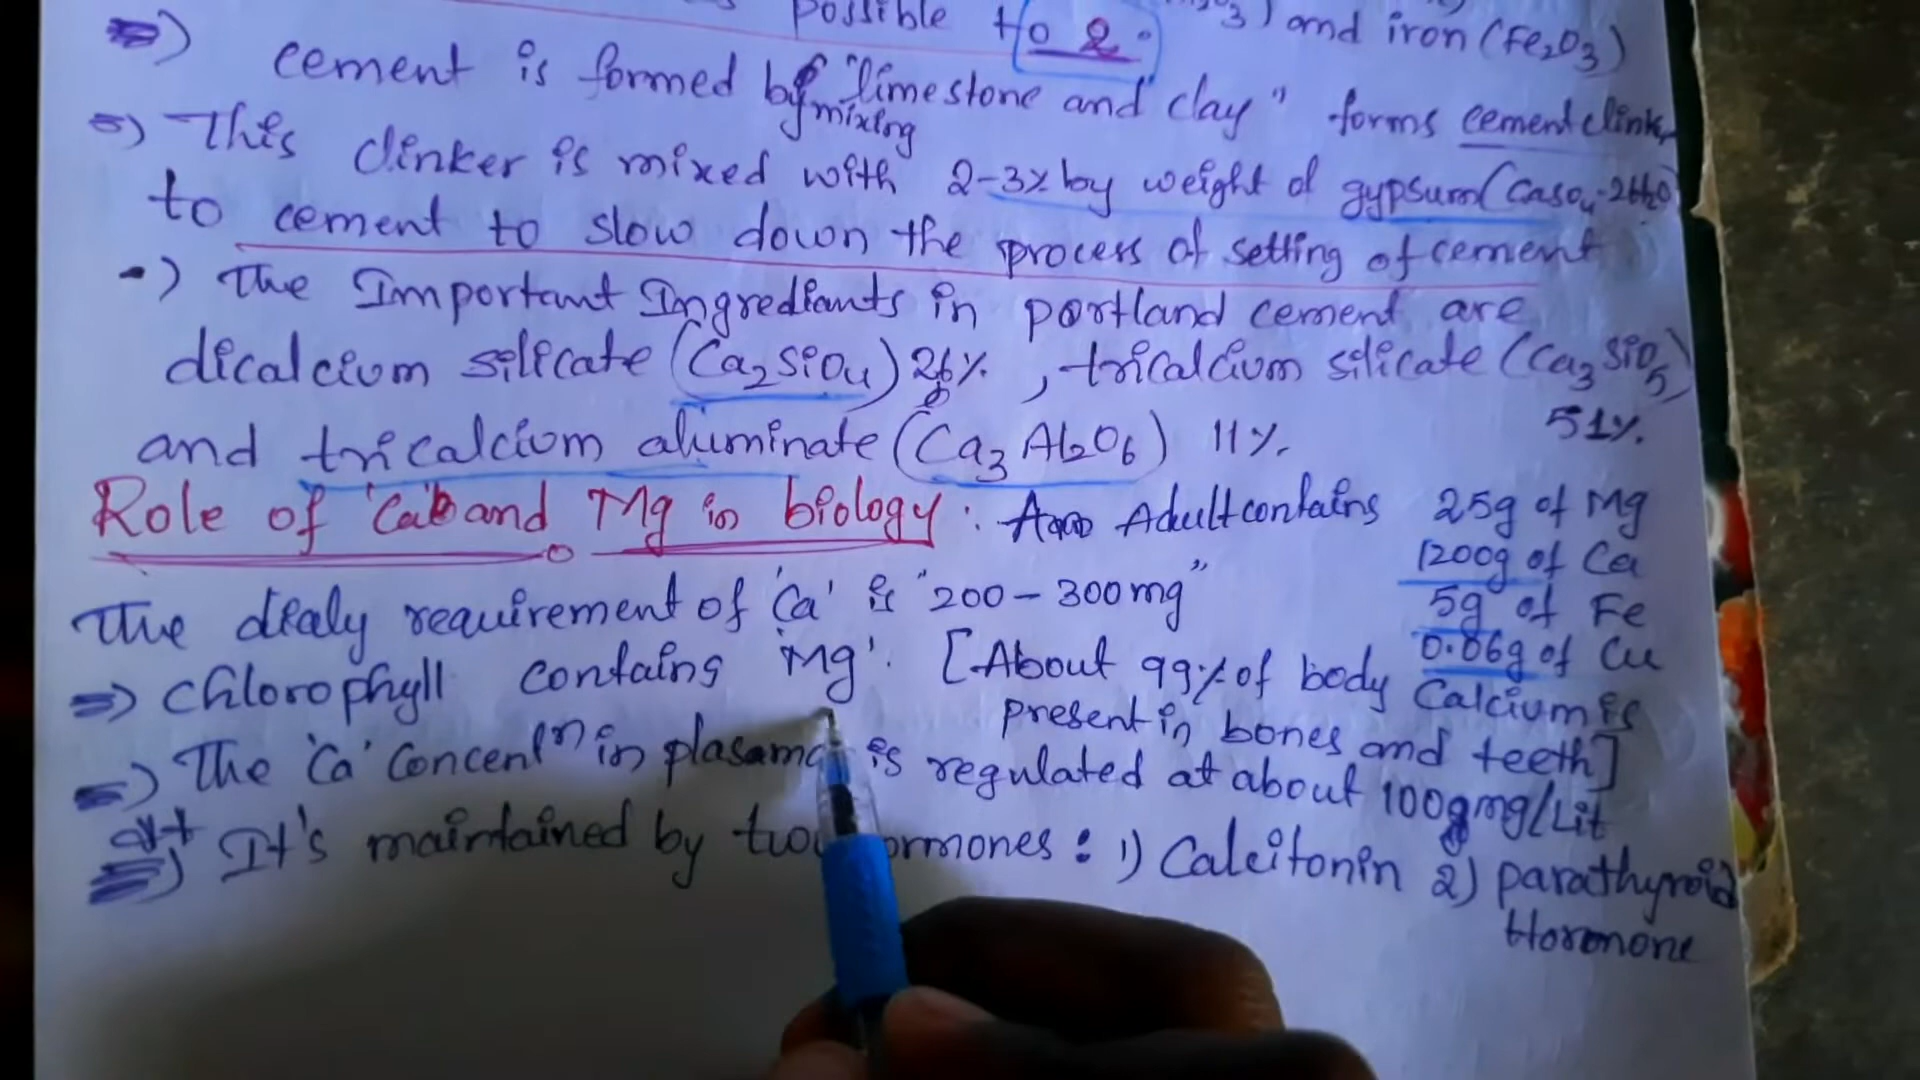 possible to 2. 3) and iron (Fe2O3)
=) cement is formed by mixing "limestone and clay" forms cement clinker
=) This clinker is mixed with 2-3% by weight of gypsum (CaSO4.2H2O)
to cement to slow down the process of setting of cement
-) The Important Ingrediants in portland cement are
dicalcium silicate (Ca2SiO4) 26%, tricalcium silicate (Ca3SiO5) 51%.
and tricalcium aluminate (Ca3Al2O6) 11%.
Role of 'Ca' and Mg in biology : Adult contains 25g of Mg
1200g of Ca
5g of Fe
0.06g of Cu
The dialy requirement of 'Ca' is "200-300mg"
=) Chlorophyll contains 'Mg'. [About 99% of body Calcium is
present in bones and teeth]
=) The 'Ca' Concentn in plasama is regulated at about 100mg/Lit
=) It's maintained by two ormones : 1) Calcitonin 2) parathyroid
Hormone